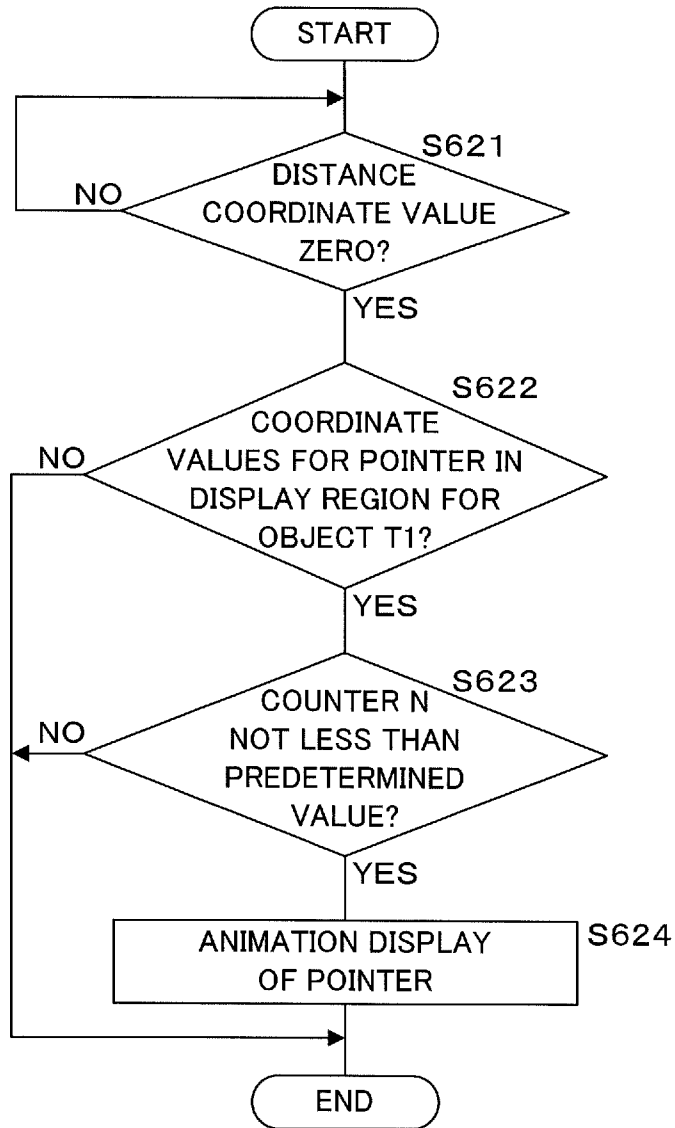 START
S621
DISTANCE
COORDINATE VALUE
ZERO?
NO
YES
S622
COORDINATE
VALUES FOR POINTER IN
DISPLAY REGION FOR
OBJECT T1?
NO
YES
S623
COUNTER N
NOT LESS THAN
PREDETERMINED
VALUE?
NO
YES
S624
ANIMATION DISPLAY
OF POINTER
END